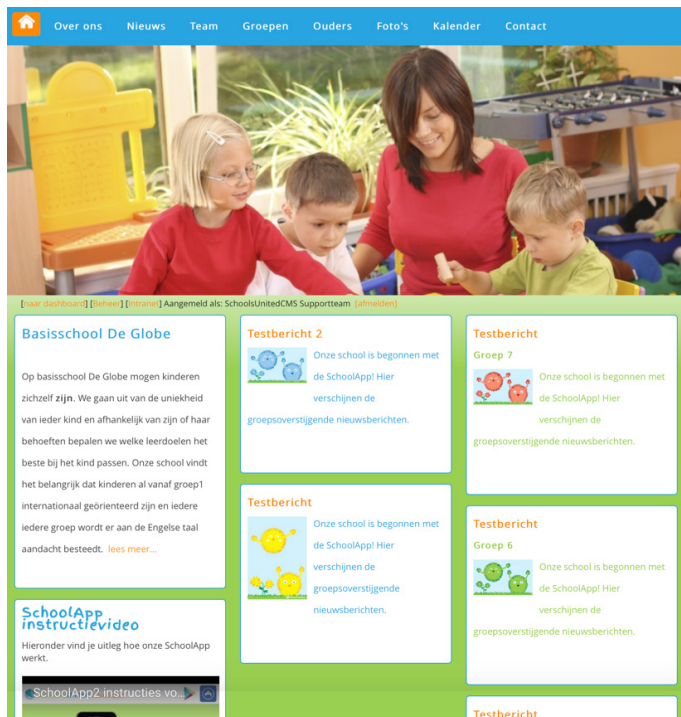 Over ons Nieuws Team Groepen Ouders Foto's Kalender Contact
[naar dashboard] [Beheer] [Intranet] Aangemeld als: SchoolsUnitedCMS Supportteam [afmelden]
Basisschool De Globe
Op basisschool De Globe mogen kinderen
zichzelf zijn. We gaan uit van de uniekheid
van ieder kind en afhankelijk van zijn of haar
behoeften bepalen we welke leerdoelen het
beste bij het kind passen. Onze school vindt
het belangrijk dat kinderen al vanaf groep1
internationaal georiënteerd zijn en iedere
iedere groep wordt er aan de Engelse taal
aandacht besteedt. lees meer...
SchoolApp
instructievideo
Hieronder vind je uitleg hoe onze SchoolApp
werkt.
SchoolApp2 instructies vo...
Testbericht 2
Onze school is begonnen met
de SchoolApp! Hier
verschijnen de
groepsoverstijgende nieuwsberichten.
Testbericht
Onze school is begonnen met
de SchoolApp! Hier
verschijnen de
groepsoverstijgende
nieuwsberichten.
Testbericht
Groep 7
Onze school is begonnen met
de SchoolApp! Hier
verschijnen de
groepsoverstijgende nieuwsberichten.
Testbericht
Groep 6
Onze school is begonnen met
de SchoolApp! Hier
verschijnen de
groepsoverstijgende nieuwsberichten.
Testbericht